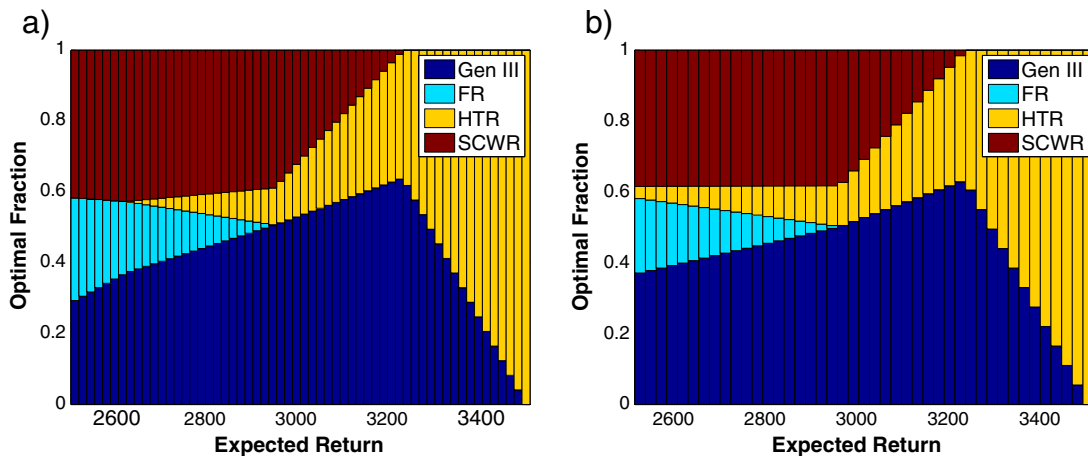 a)
1
0.8
0.6
0.4
0.2
0
Optimal Fraction
Gen III
FR
HTR
SCWR
2600 2800 3000 3200 3400
Expected Return
b)
1
0.8
0.6
0.4
0.2
0
Optimal Fraction
Gen III
FR
HTR
SCWR
2600 2800 3000 3200 3400
Expected Return